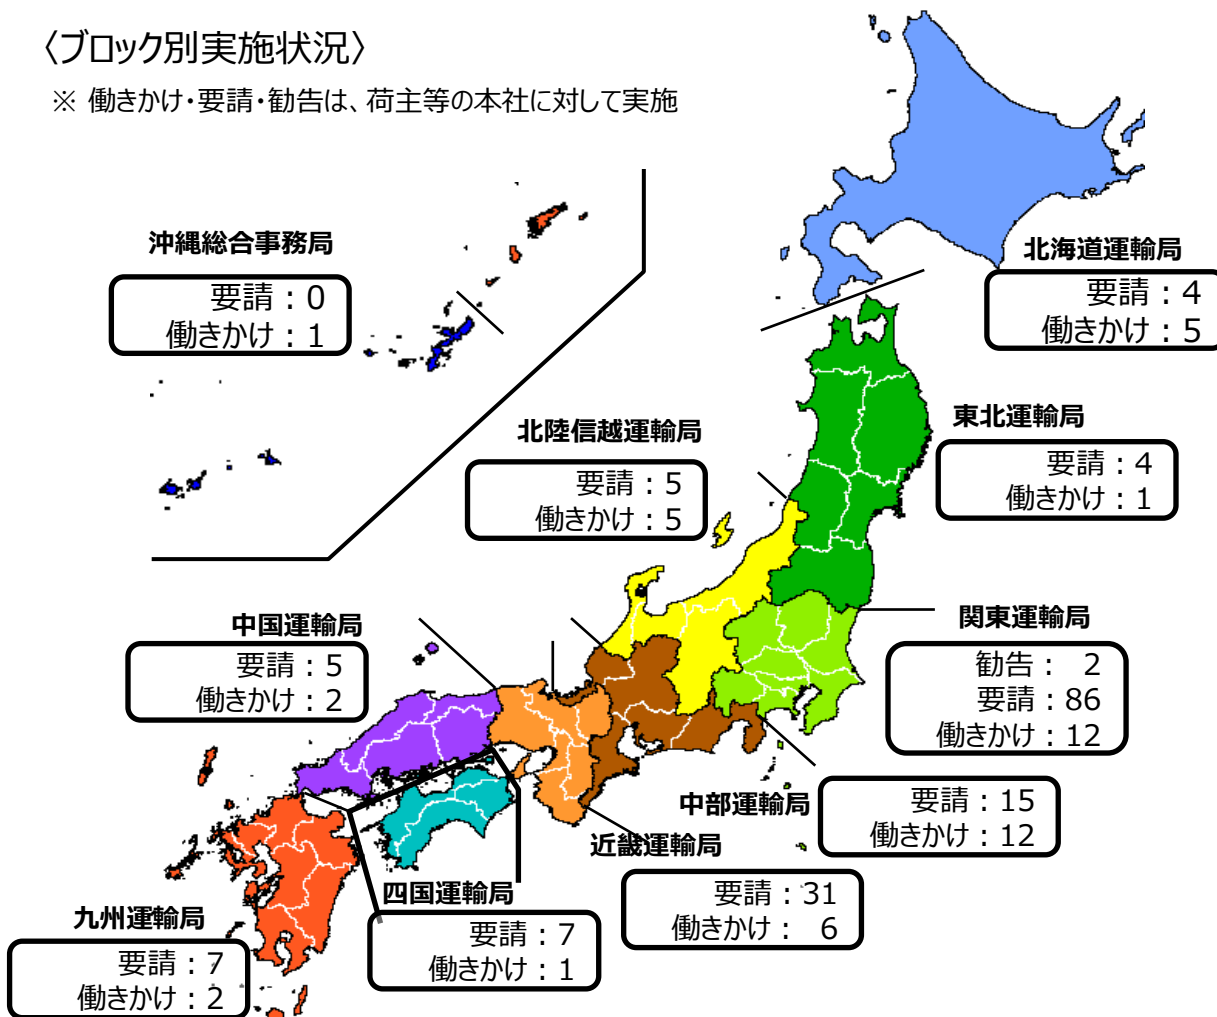 〈ブロック別実施状況〉
※ 働きかけ・要請・勧告は、荷主等の本社に対して実施
沖縄総合事務局
要請：0
働きかけ：1
北海道運輸局
要請：4
働きかけ：5
北陸信越運輸局
要請：5
働きかけ：5
東北運輸局
要請：4
働きかけ：1
中国運輸局
要請：5
働きかけ：2
関東運輸局
勧告： 2
要請：86
働きかけ：12
中部運輸局
要請：15
働きかけ：12
近畿運輸局
要請：31
働きかけ： 6
四国運輸局
要請：7
働きかけ：1
九州運輸局
要請：7
働きかけ：2